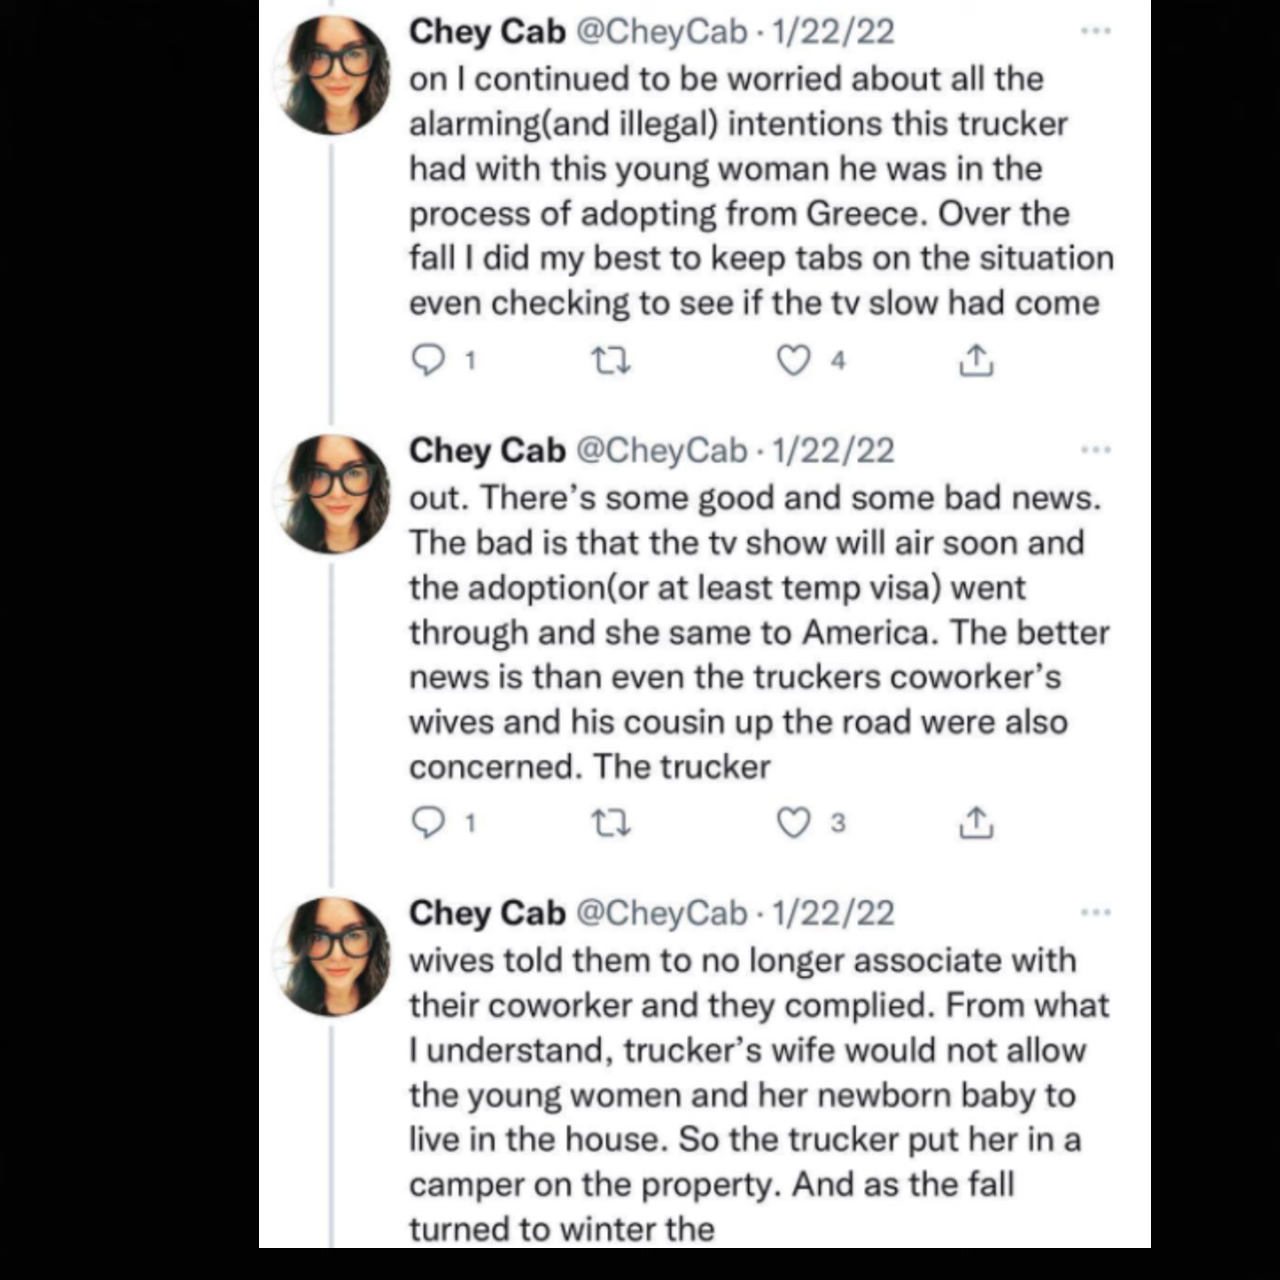 Chey Cab @CheyCab · 1/22/22
on I continued to be worried about all the
alarming(and illegal) intentions this trucker
had with this young woman he was in the
process of adopting from Greece. Over the
fall I did my best to keep tabs on the situation
even checking to see if the tv slow had come
1 4
Chey Cab @CheyCab · 1/22/22
out. There’s some good and some bad news.
The bad is that the tv show will air soon and
the adoption(or at least temp visa) went
through and she same to America. The better
news is than even the truckers coworker’s
wives and his cousin up the road were also
concerned. The trucker
1 3
Chey Cab @CheyCab · 1/22/22
wives told them to no longer associate with
their coworker and they complied. From what
I understand, trucker’s wife would not allow
the young women and her newborn baby to
live in the house. So the trucker put her in a
camper on the property. And as the fall
turned to winter the